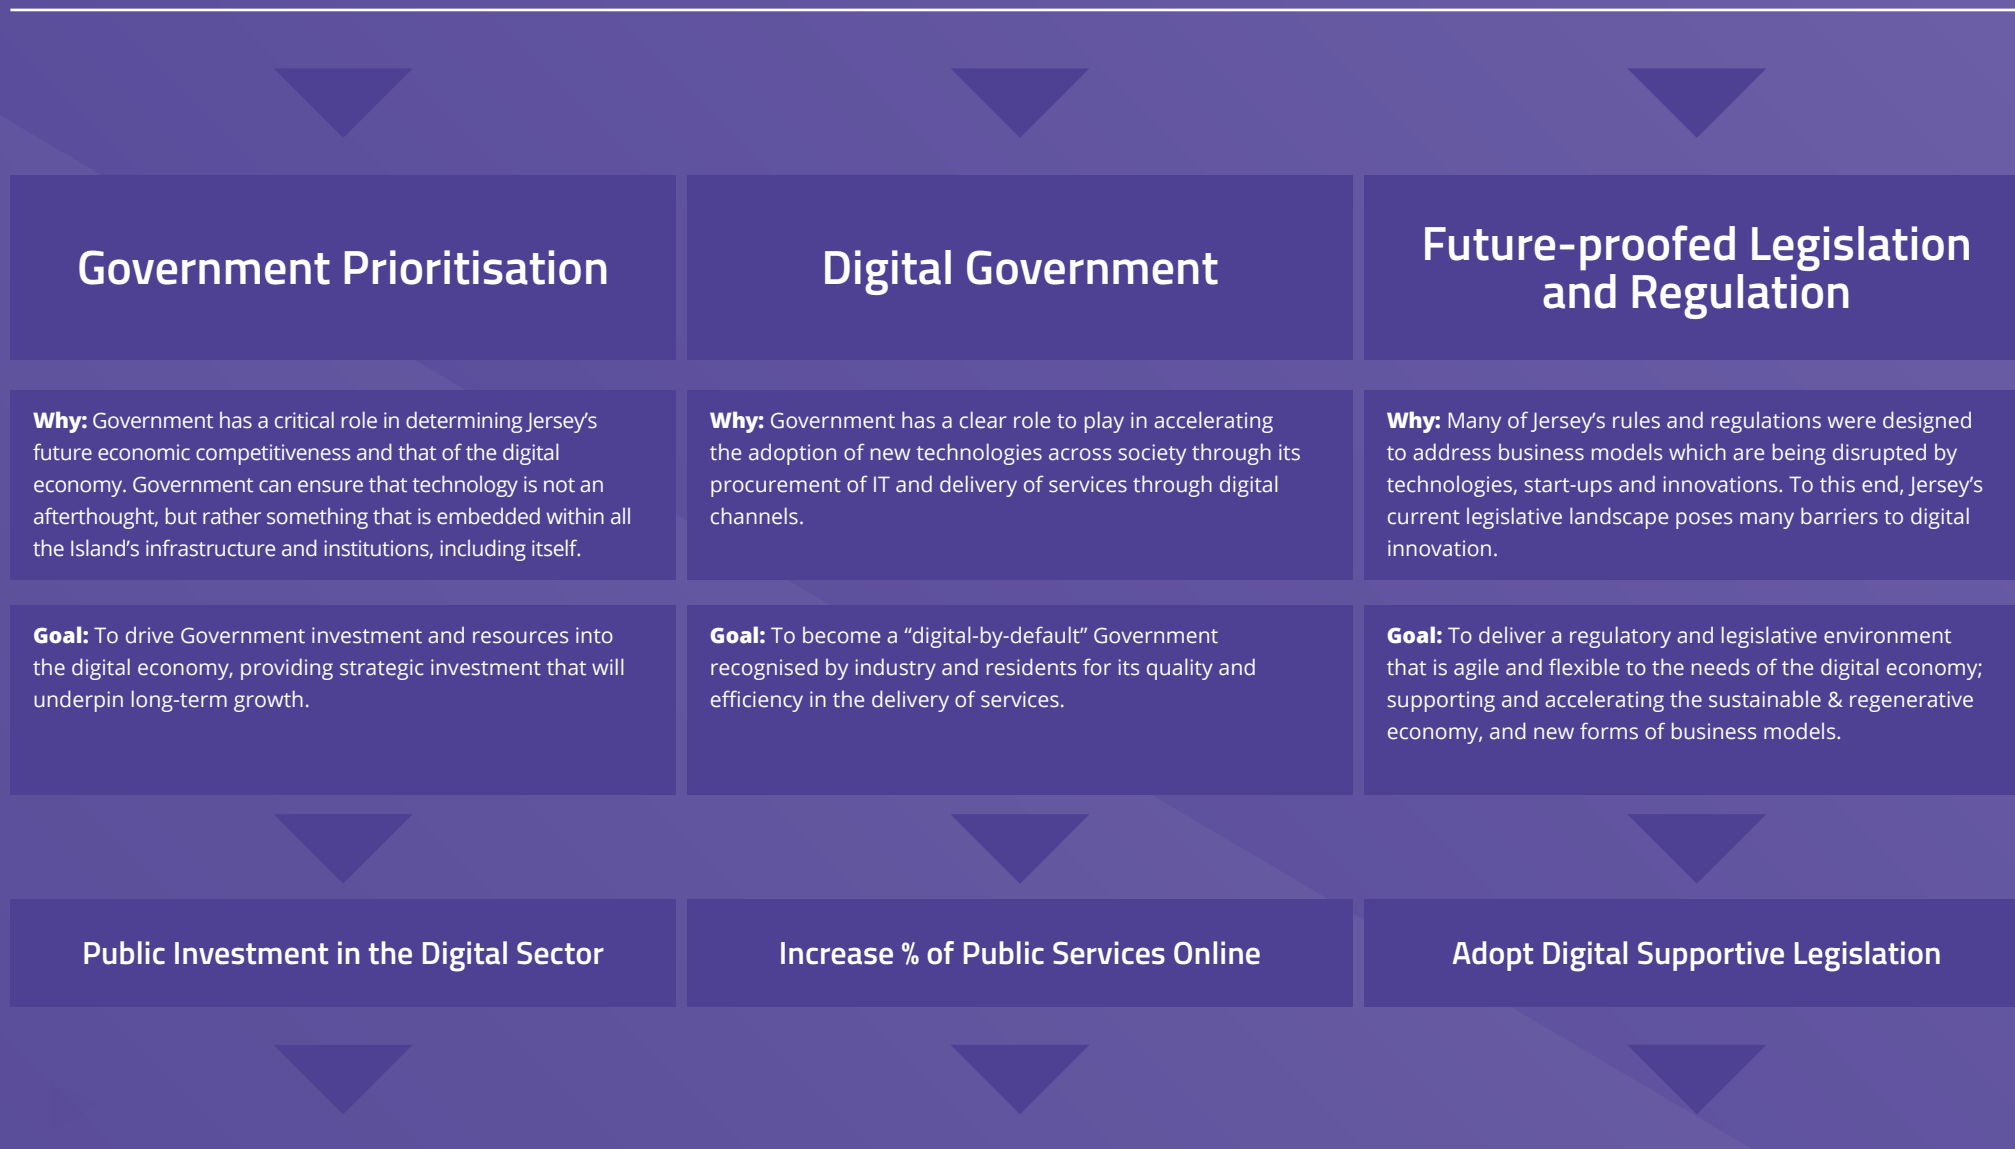 Government Prioritisation
Why: Government has a critical role in determining Jersey’s
future economic competitiveness and that of the digital
economy. Government can ensure that technology is not an
afterthought, but rather something that is embedded within all
the Island’s infrastructure and institutions, including itself.
Goal: To drive Government investment and resources into
the digital economy, providing strategic investment that will
underpin long-term growth.
Public Investment in the Digital Sector
Digital Government
Why: Government has a clear role to play in accelerating
the adoption of new technologies across society through its
procurement of IT and delivery of services through digital
channels.
Goal: To become a “digital-by-default” Government
recognised by industry and residents for its quality and
efficiency in the delivery of services.
Increase % of Public Services Online
Future-proofed Legislation
and Regulation
Why: Many of Jersey’s rules and regulations were designed
to address business models which are being disrupted by
technologies, start-ups and innovations. To this end, Jersey’s
current legislative landscape poses many barriers to digital
innovation.
Goal: To deliver a regulatory and legislative environment
that is agile and flexible to the needs of the digital economy;
supporting and accelerating the sustainable & regenerative
economy, and new forms of business models.
Adopt Digital Supportive Legislation